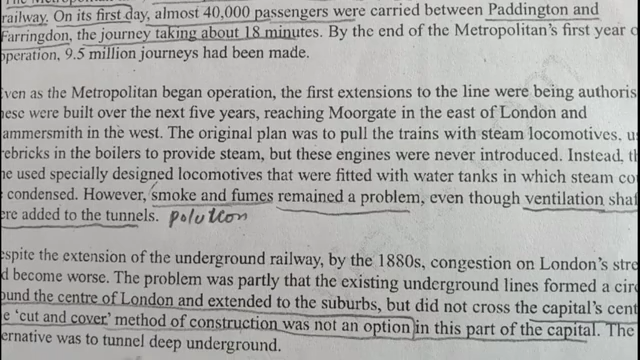 railway. On its first day, almost 40,000 passengers were carried between Paddington and
Farringdon, the journey taking about 18 minutes. By the end of the Metropolitan's first year
operation, 9.5 million journeys had been made.
ven as the Metropolitan began operation, the first extensions to the line were being authoris
hese were built over the next five years, reaching Moorgate in the east of London and
ammersmith in the west. The original plan was to pull the trains with steam locomotives, us
rebricks in the boilers to provide steam, but these engines were never introduced. Instead, th
ne used specially designed locomotives that were fitted with water tanks in which steam cou
condensed. However, smoke and fumes remained a problem, even though ventilation shaf
ere added to the tunnels. polution
espite the extension of the underground railway, by the 1880s, congestion on London's stre
d become worse. The problem was partly that the existing underground lines formed a circ
ound the centre of London and extended to the suburbs, but did not cross the capital's cent
e 'cut and cover' method of construction was not an option in this part of the capital. The
ernative was to tunnel deep underground.